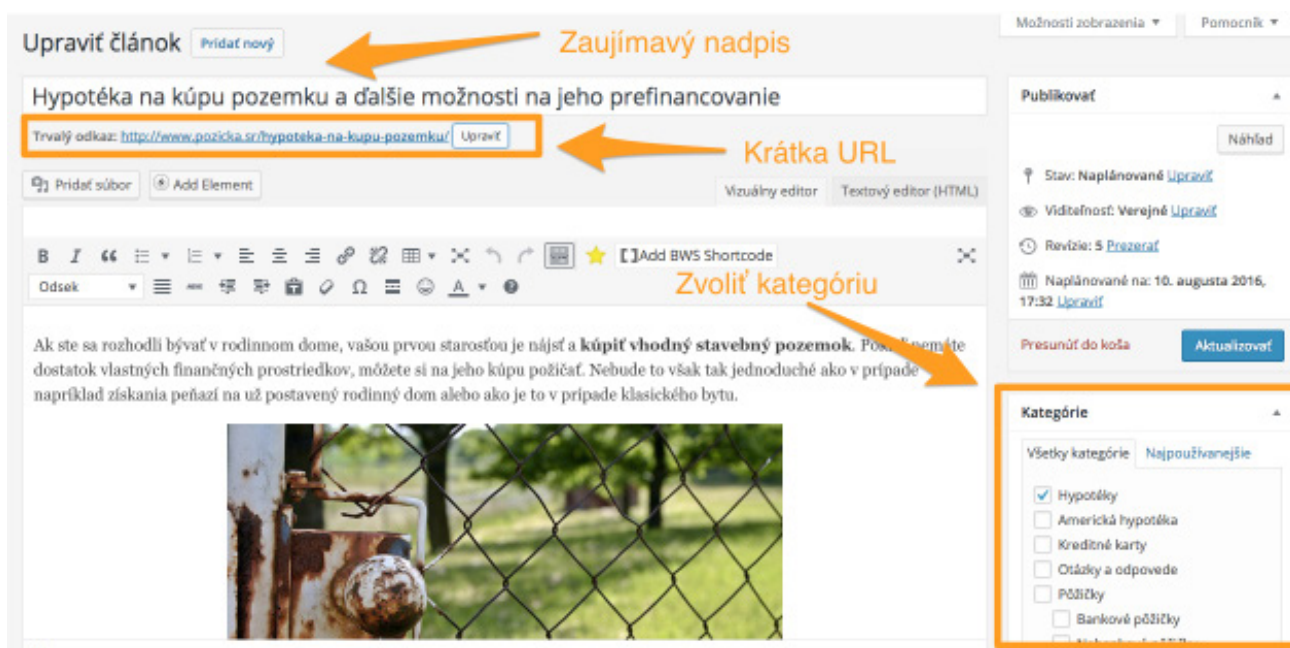 Možnosti zobrazenia
Pomocník
Upraviť článok
Pridať nový
Zaujímavý nadpis
Hypotéka na kúpu pozemku a ďalšie možnosti na jeho prefinancovanie
Trvalý odkaz: http://www.pozicka.sr/hypoteka-na-kupu-pozemku/ Upraviť
Krátka URL
Pridať súbor
Add Element
Vizuálny editor
Textový editor (HTML)
B I
[ ]Add BWS Shortcode
Odsek
ABC
Ω
A
Zvoliť kategóriu
Ak ste sa rozhodli bývať v rodinnom dome, vašou prvou starosťou je nájsť a kúpiť vhodný stavebný pozemok. nemáte
dostatok vlastných finančných prostriedkov, môžete si na jeho kúpu požičať. Nebude to však tak jednoduché ako v prípade
napríklad získania peňazí na už postavený rodinný dom alebo ako je to v prípade klasického bytu.
Publikovať
Náhľad
Stav: Naplánované Upraviť
Viditeľnosť: Verejné Upraviť
Revízie: 5 Prezerať
Naplánované na: 10. augusta 2016,
17:32 Upraviť
Presunúť do koša
Aktualizovať
Kategórie
Všetky kategórie
Najpoužívanejšie
Hypotéky
Americká hypotéka
Kreditné karty
Otázky a odpovede
Pôžičky
Bankové pôžičky